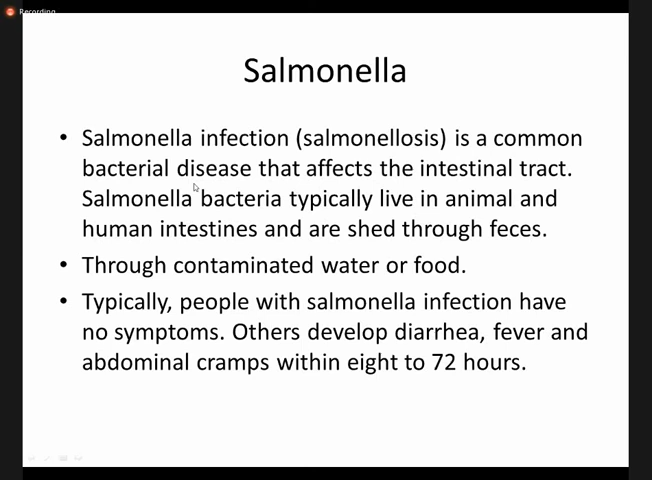 Recording
Salmonella
• Salmonella infection (salmonellosis) is a common
bacterial disease that affects the intestinal tract.
Salmonella bacteria typically live in animal and
human intestines and are shed through feces.
• Through contaminated water or food.
• Typically, people with salmonella infection have
no symptoms. Others develop diarrhea, fever and
abdominal cramps within eight to 72 hours.